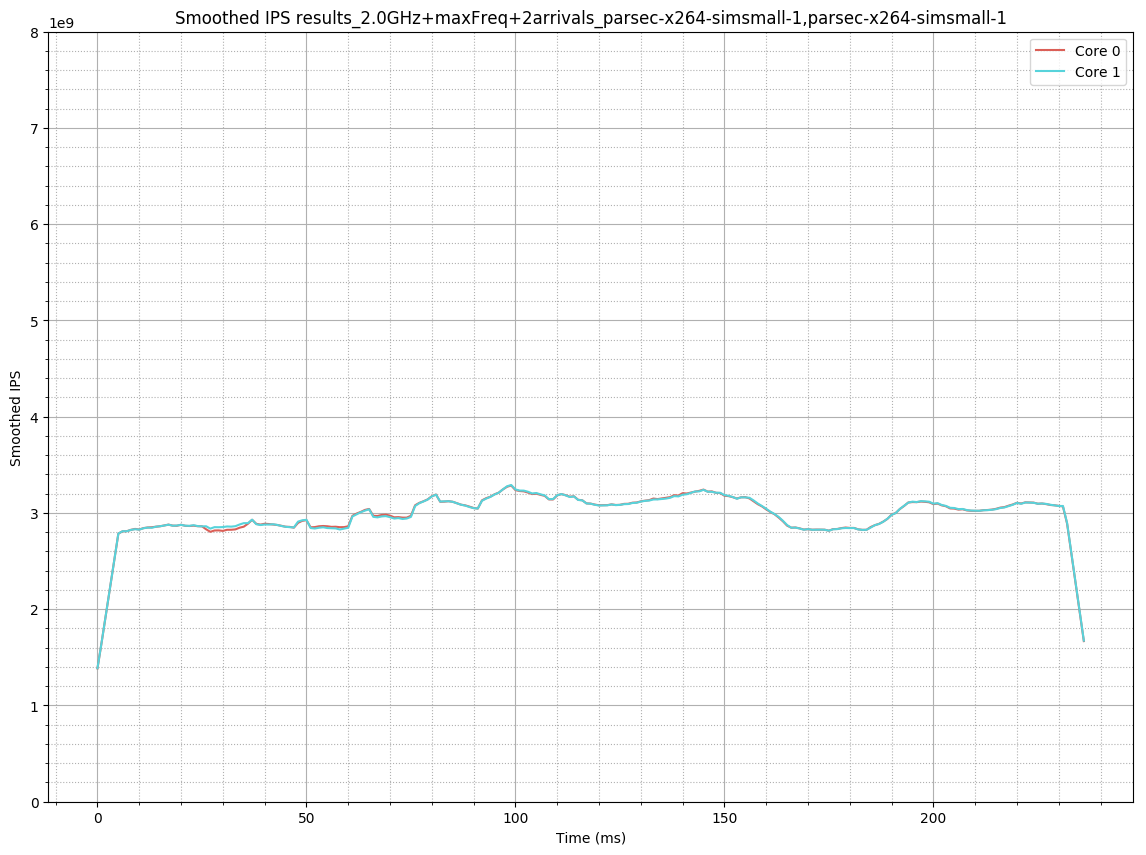 Smoothed IPS results_2.0GHz+maxFreq+2arrivals_parsec-x264-simsmall-1,parsec-x264-simsmall-1
1e9
Core 0
Core 1
8
7
6
5
4
3
2
1
0
Smoothed IPS
0 50 100 150 200
Time (ms)